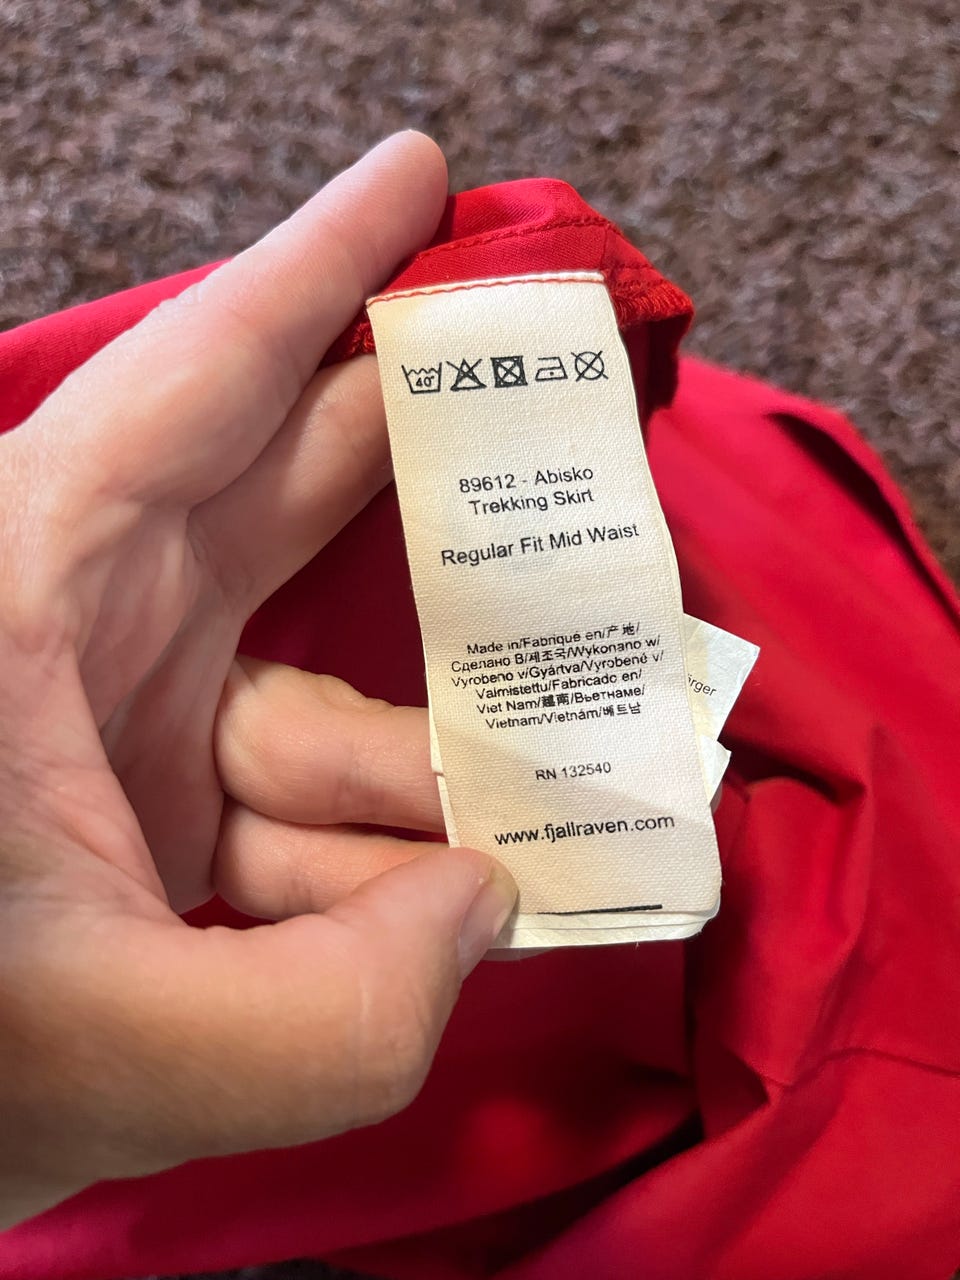 40°
89612 - Abisko
Trekking Skirt
Regular Fit Mid Waist
Made in/Fabriqué en/产地/
Сделано В/제조국/Wykonano w/
Vyrobeno v/Gyártva/Vyrobené v/
Valmistettu/Fabricado en/
Viet Nam/越南/Вьетнаме/
Vietnam/Vietnám/베트남
RN 132540
www.fjallraven.com